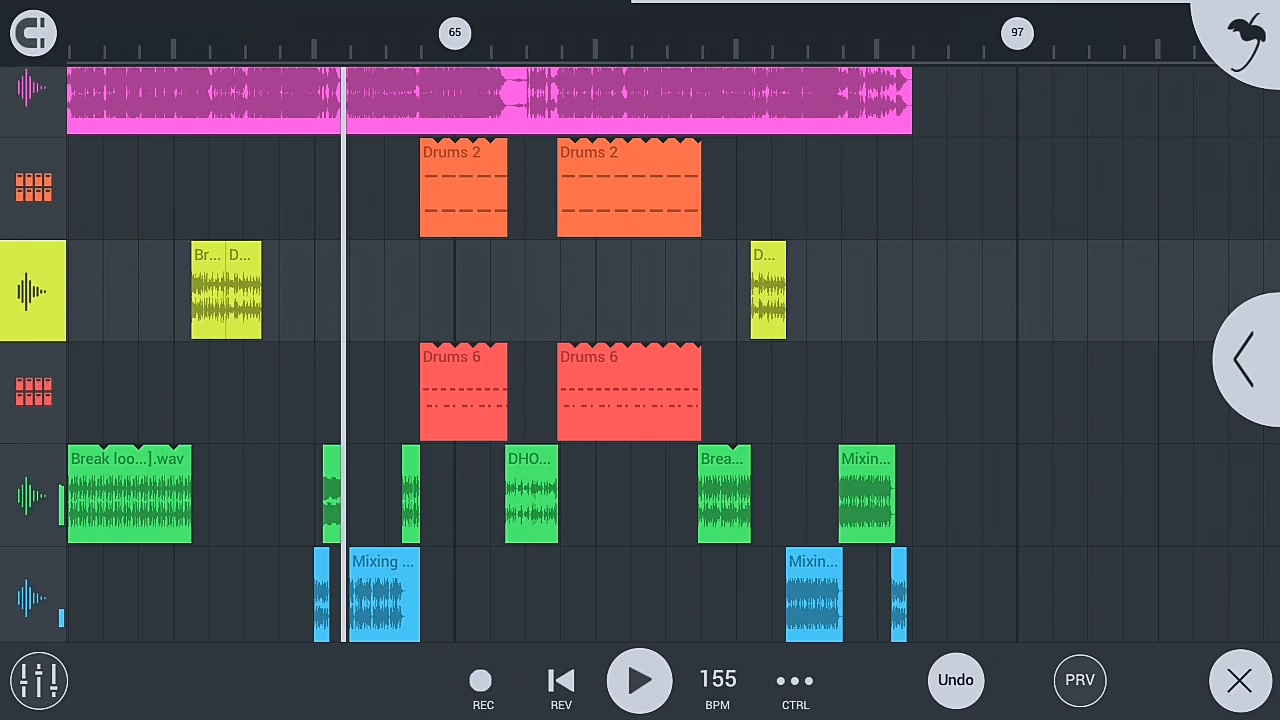 65
97
Drums 2
Drums 2
Br...
D...
D...
Drums 6
Drums 6
Break loo...].wav
DHO...
Brea...
Mixin...
Mixing ...
Mixin...
155
Undo
PRV
REC
REV
BPM
CTRL